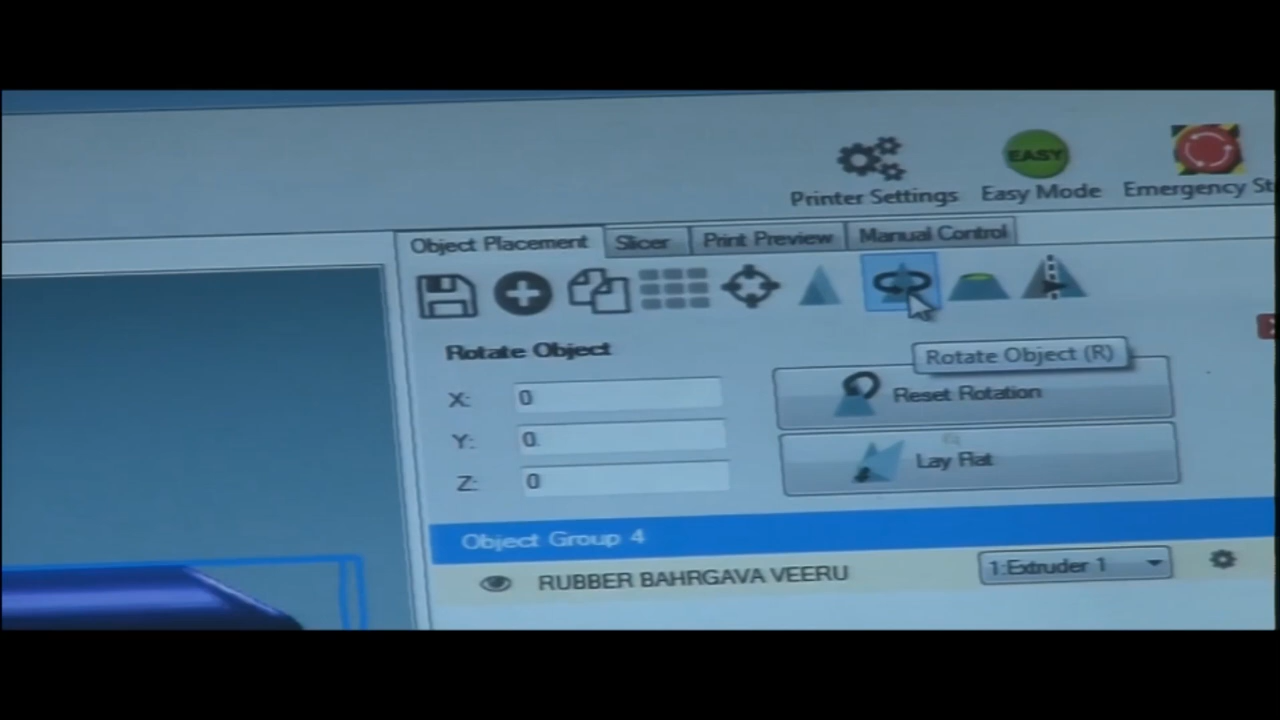 Printer Settings
EASY
Easy Mode
Emergency St
Object Placement
Slicer
Print Preview
Manual Control
Rotate Object
Rotate Object (R)
X: 0
Reset Rotation
Y: 0
Lay Flat
Z: 0
Object Group 4
RUBBER BAHRGAVA VEERU
1:Extruder 1